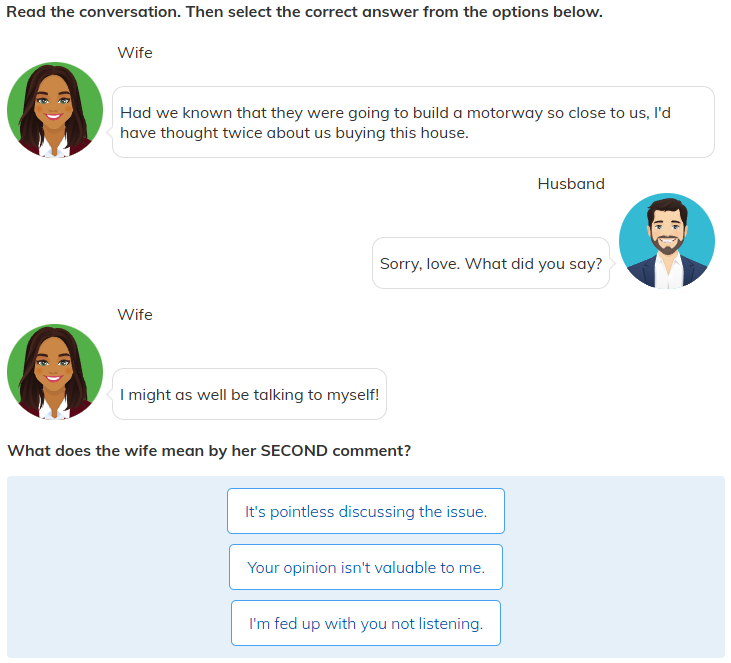 Read the conversation. Then select the correct answer from the options below.
Wife
Had we known that they were going to build a motorway so close to us, I'd
have thought twice about us buying this house.
Husband
Sorry, love. What did you say?
Wife
I might as well be talking to myself!
What does the wife mean by her SECOND comment?
It's pointless discussing the issue.
Your opinion isn't valuable to me.
I'm fed up with you not listening.